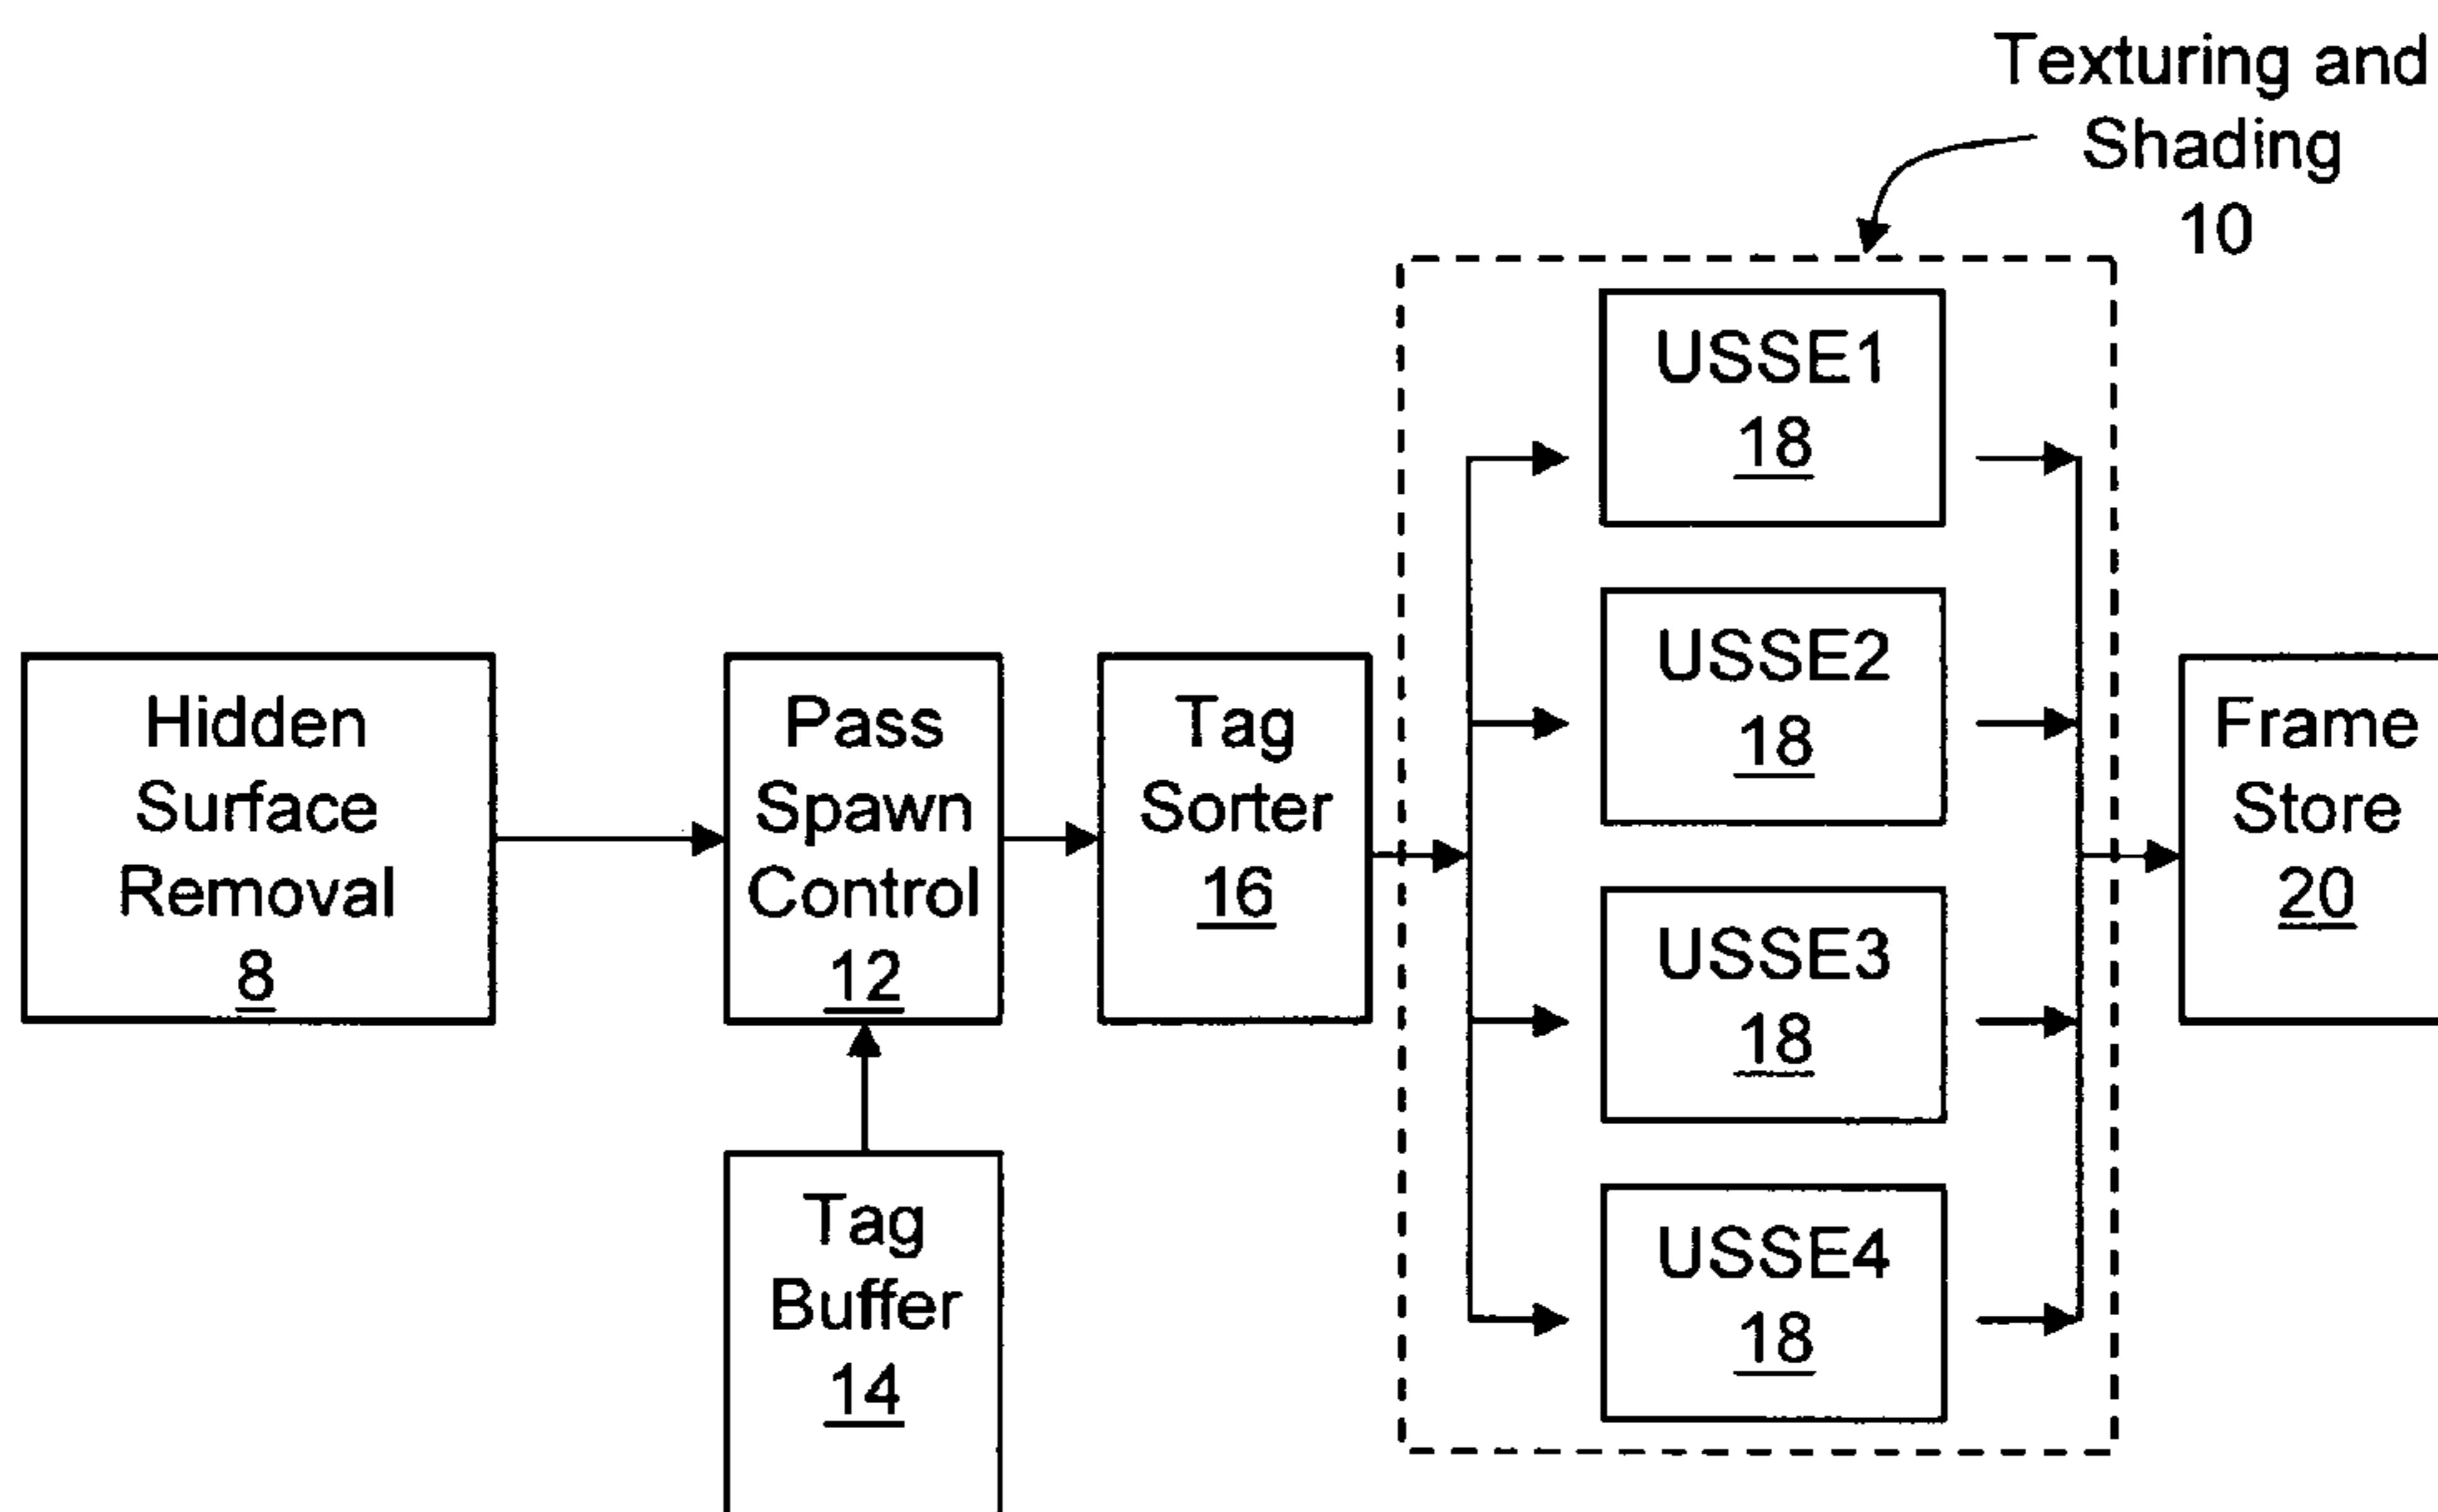 Texturing and
Shading
10
Hidden
Surface
Removal
8
Pass
Spawn
Control
12
Tag
Buffer
14
Tag
Sorter
16
USSE1
18
USSE2
18
USSE3
18
USSE4
18
Frame
Store
20